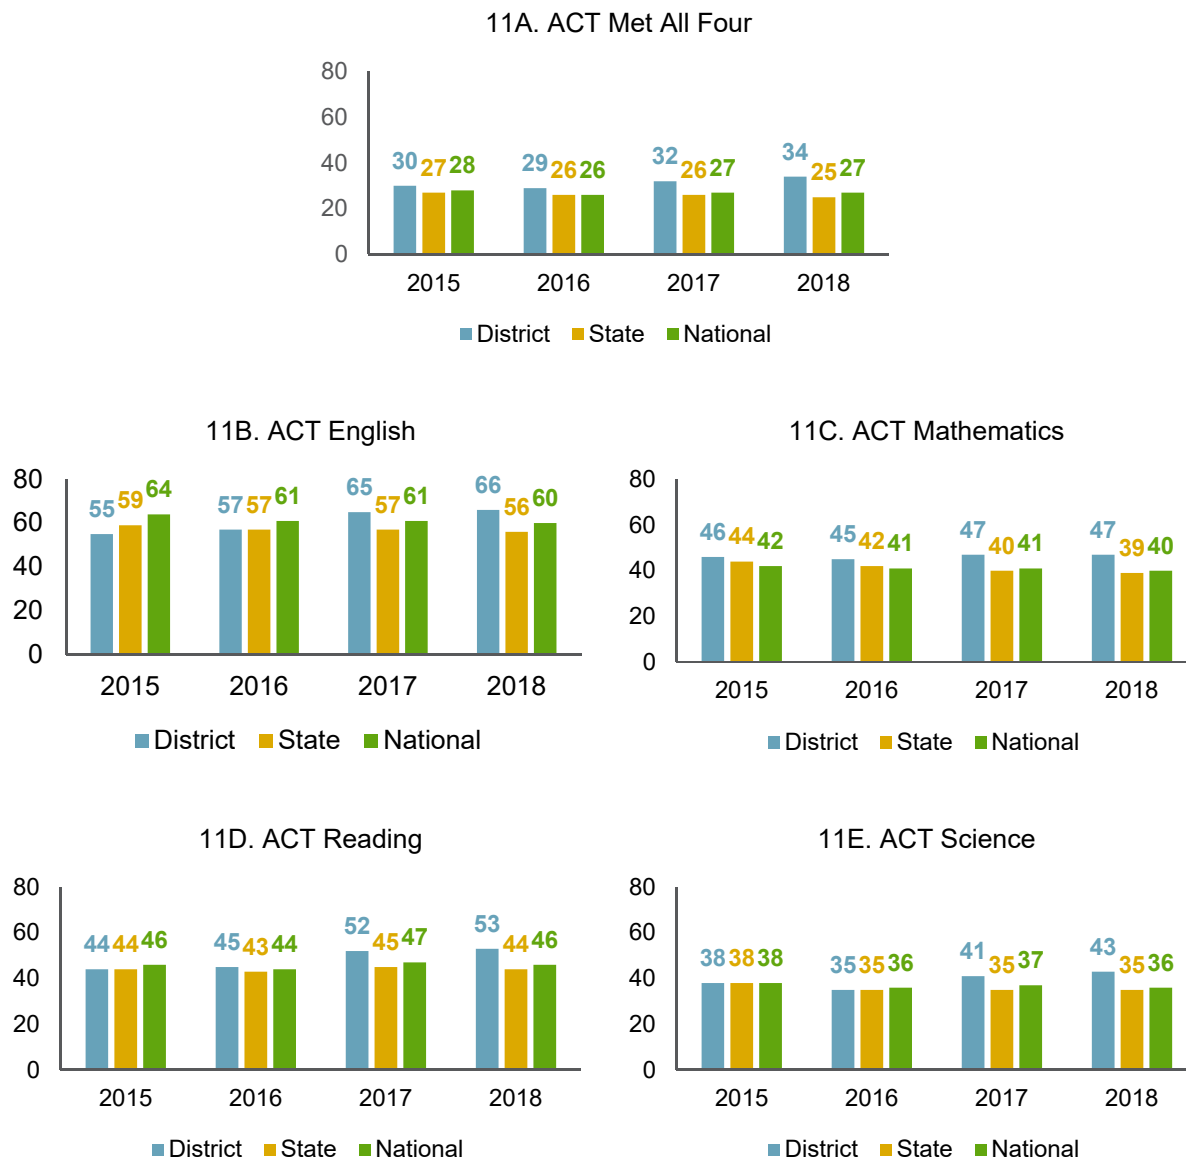 11A. ACT Met All Four
80
60
40
20
0
30 27 28
29 26 26
32 26 27
34 25 27
2015 2016 2017 2018
District State National
11B. ACT English
80
60
40
20
0
55 59 64
57 57 61
65 57 61
66 56 60
2015 2016 2017 2018
District State National
11C. ACT Mathematics
80
60
40
20
0
46 44 42
45 42 41
47 40 41
47 39 40
2015 2016 2017 2018
District State National
11D. ACT Reading
80
60
40
20
0
44 44 46
45 43 44
52 45 47
53 44 46
2015 2016 2017 2018
District State National
11E. ACT Science
80
60
40
20
0
38 38 38
35 35 36
41 35 37
43 35 36
2015 2016 2017 2018
District State National